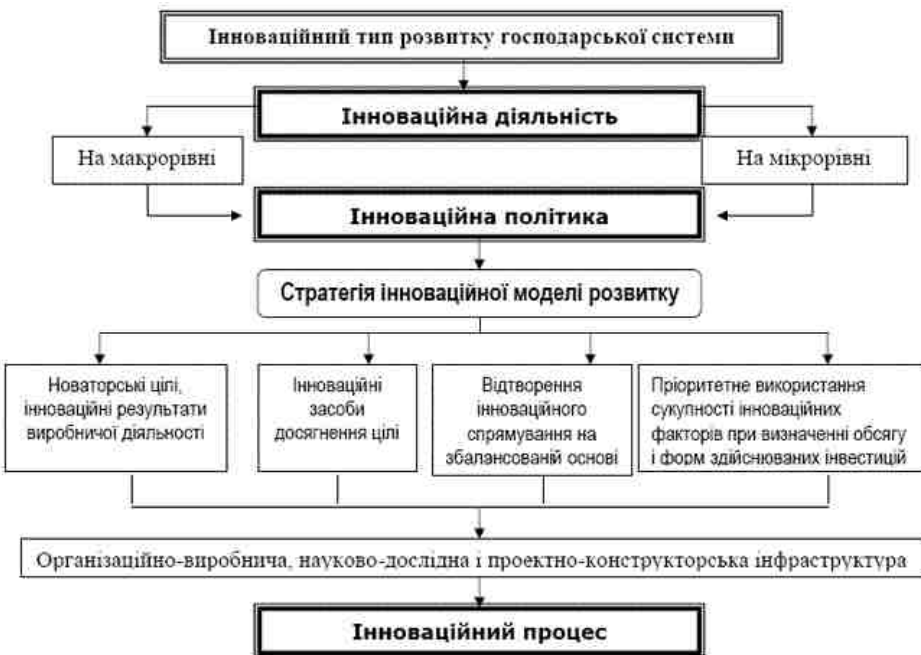 Інноваційний тип розвитку господарської системи
Інноваційна діяльність
На макрорівні
На мікрорівні
Інноваційна політика
Стратегія інноваційної моделі розвитку
Новаторські цілі,
інноваційні результати
виробничої діяльності
Інноваційні
засоби
досягнення цілі
Відтворення
інноваційного
спрямування на
збалансованій основі
Пріоритетне використання
сукупності інноваційних
факторів при визначенні обсягу
і форм здійснюваних інвестицій
Організаційно-виробнича, науково-дослідна і проектно-конструкторська інфраструктура
Інноваційний процес